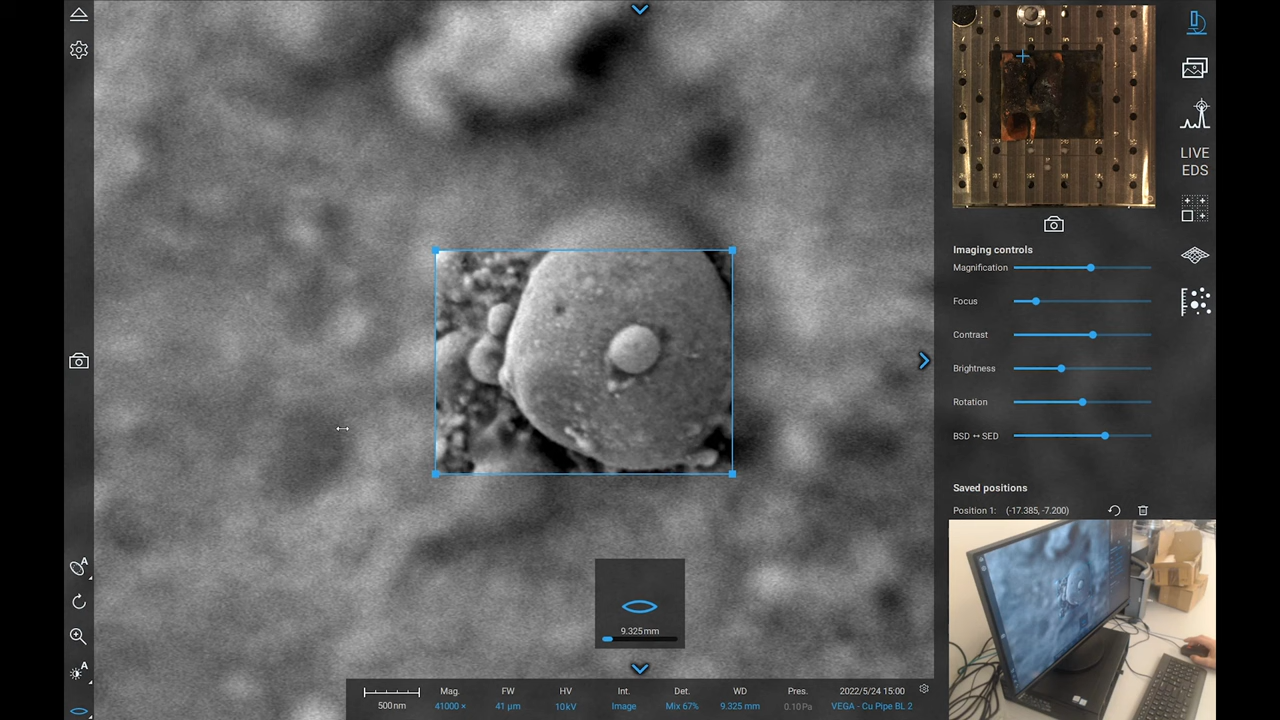 LIVE
EDS
Imaging controls
Magnification
Focus
Contrast
Brightness
Rotation
BSD ↔ SED
Saved positions
Position 1: (-17.385, -7.200)
A
A
9.325 mm
500 nm
Mag. FW HV Int. Det. WD Pres. 2022/5/24 15:00
41000 × 41 µm 10 kV Image Mix 67% 9.325 mm 0.10 Pa VEGA - Cu Pipe BL 2